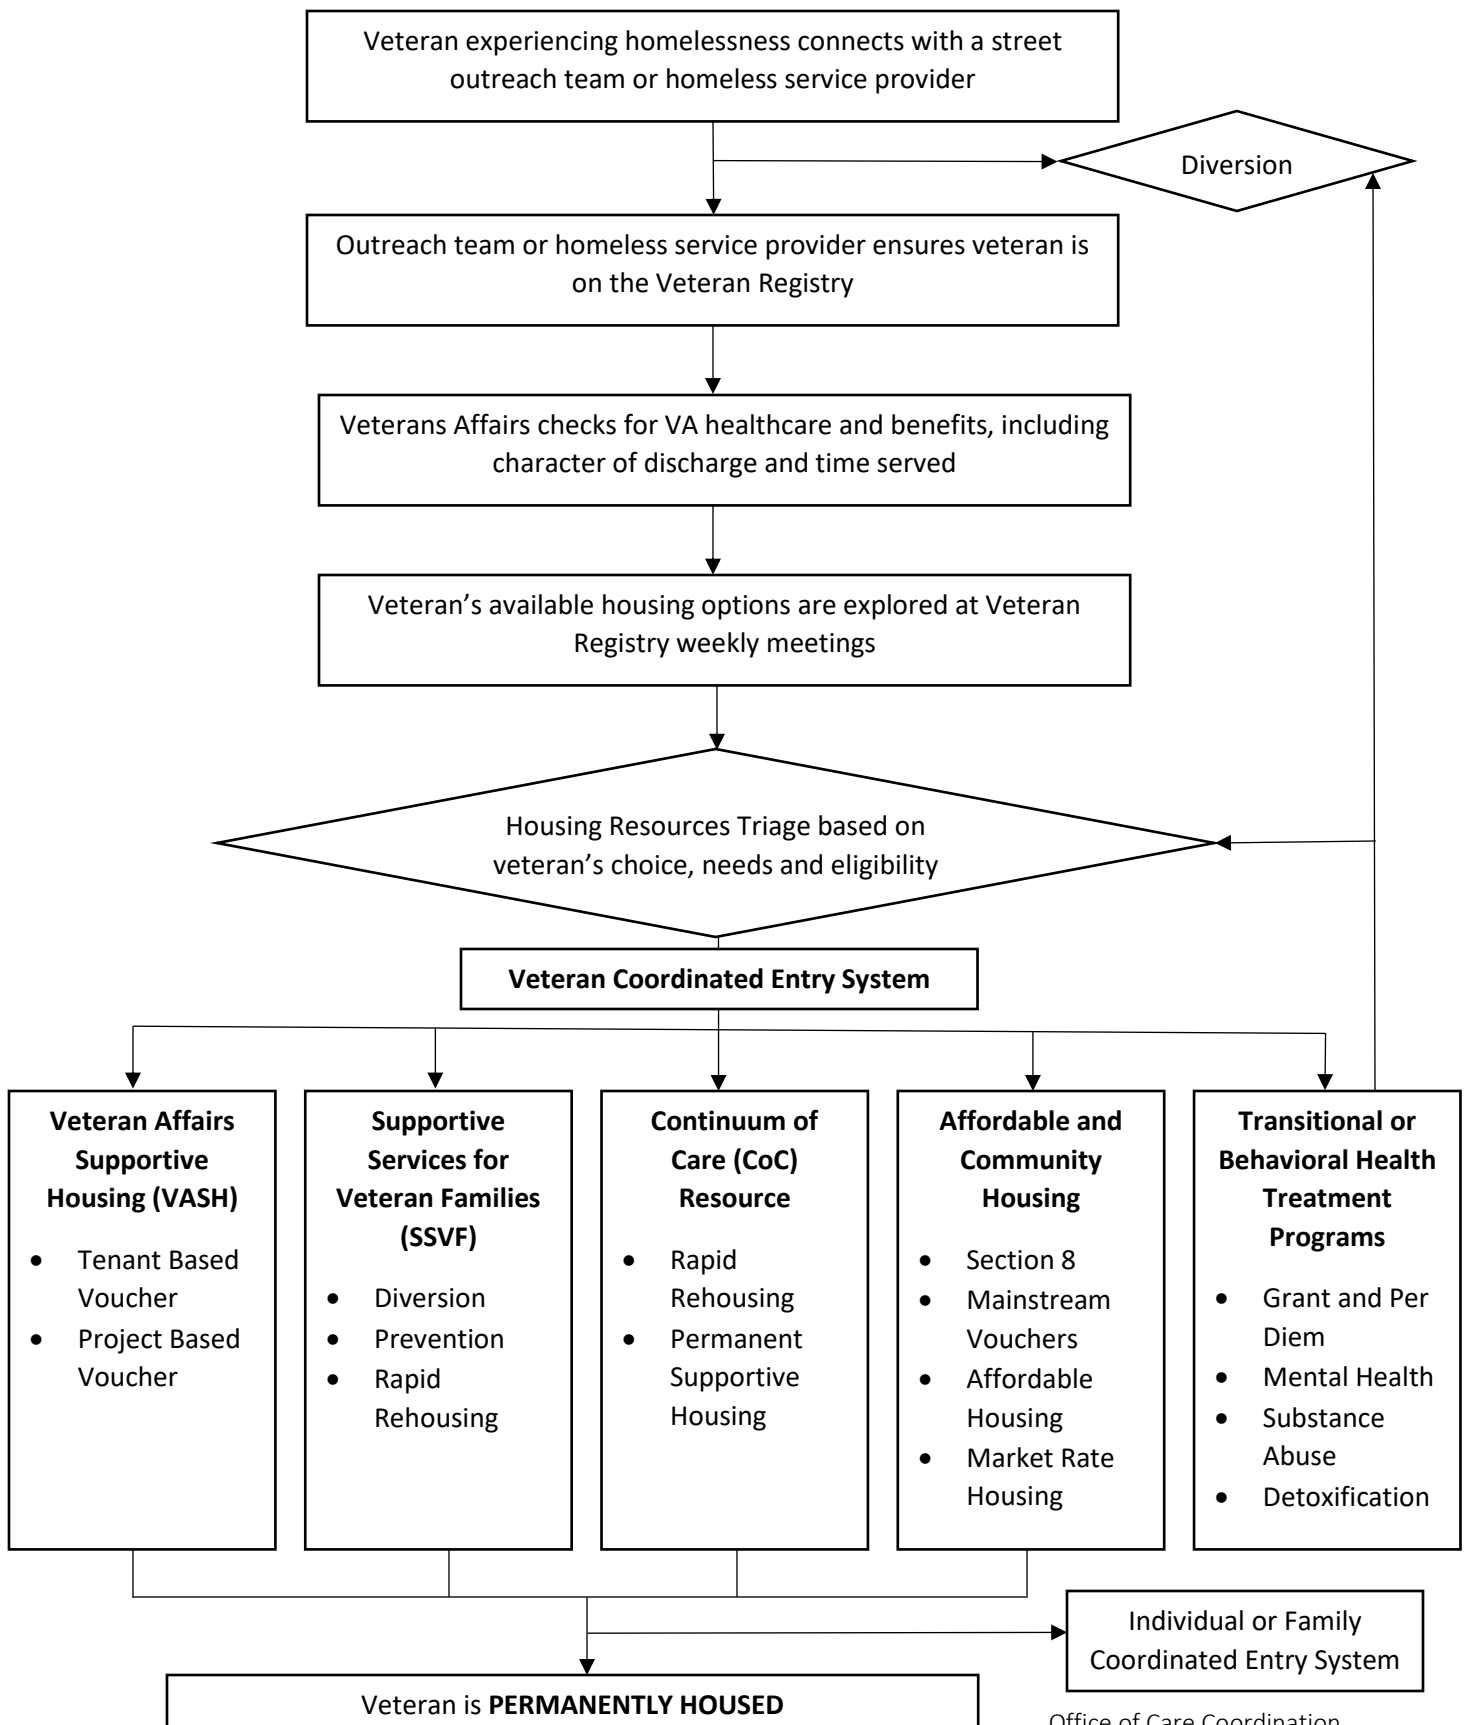 Veteran experiencing homelessness connects with a street
outreach team or homeless service provider
Diversion
Outreach team or homeless service provider ensures veteran is
on the Veteran Registry
Veterans Affairs checks for VA healthcare and benefits, including
character of discharge and time served
Veteran’s available housing options are explored at Veteran
Registry weekly meetings
Housing Resources Triage based on
veteran’s choice, needs and eligibility
Veteran Coordinated Entry System
Veteran Affairs
Supportive
Housing (VASH)
• Tenant Based
Voucher
• Project Based
Voucher
Supportive
Services for
Veteran Families
(SSVF)
• Diversion
• Prevention
• Rapid
Rehousing
Continuum of
Care (CoC)
Resource
• Rapid
Rehousing
• Permanent
Supportive
Housing
Affordable and
Community
Housing
• Section 8
• Mainstream
Vouchers
• Affordable
Housing
• Market Rate
Housing
Transitional or
Behavioral Health
Treatment
Programs
• Grant and Per
Diem
• Mental Health
• Substance
Abuse
• Detoxification
Individual or Family
Coordinated Entry System
Veteran is PERMANENTLY HOUSED
Office of Care Coordination